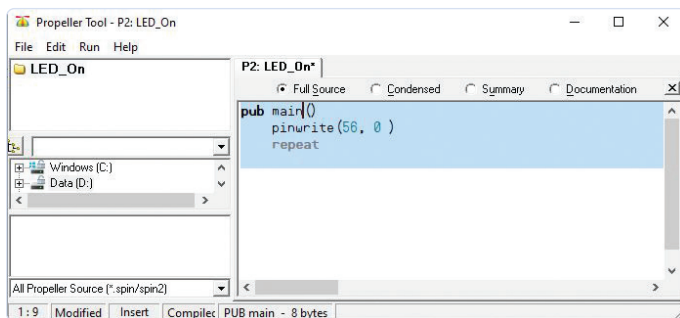 Propeller Tool - P2: LED_On
File Edit Run Help
LED_On
P2: LED_On*
Full Source Condensed Summary Documentation
pub main()
pinwrite(56, 0 )
repeat
Windows (C:)
Data (D:)
All Propeller Source (*.spin/spin2)
1:9 Modified Insert Compiled PUB main - 8 bytes